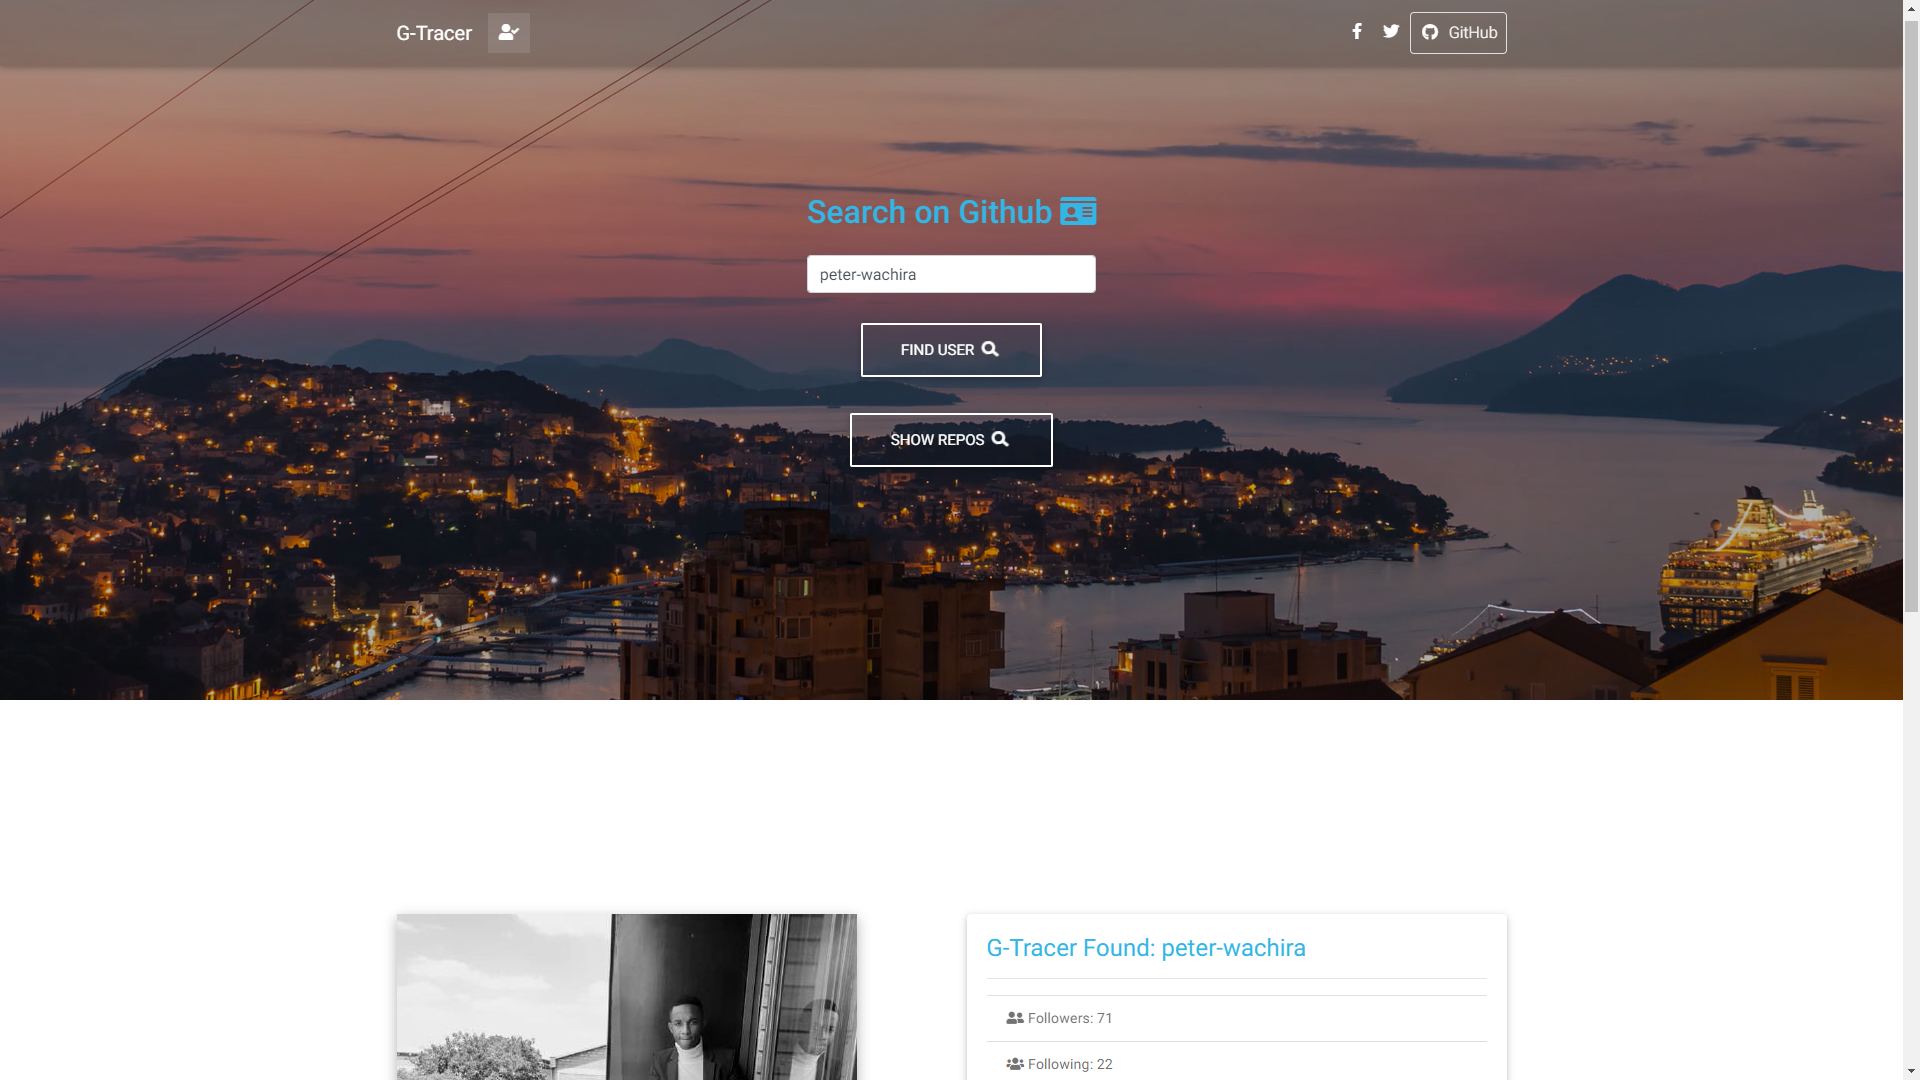 G-Tracer
GitHub
Search on Github
peter-wachira
FIND USER
SHOW REPOS
G-Tracer Found: peter-wachira
Followers: 71
Following: 22